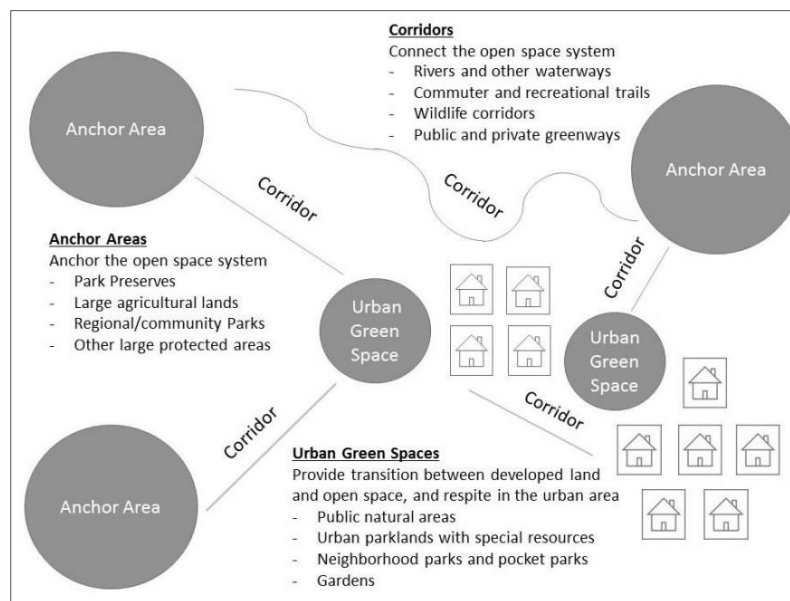 Corridors
Connect the open space system
- Rivers and other waterways
- Commuter and recreational trails
- Wildlife corridors
- Public and private greenways
Anchor Area
Anchor Area
Corridor
Corridor
Anchor Areas
Anchor the open space system
- Park Preserves
- Large agricultural lands
- Regional/community Parks
- Other large protected areas
Urban
Green
Space
Corridor
Urban
Green
Space
Corridor
Corridor
Urban Green Spaces
Provide transition between developed land
and open space, and respite in the urban area
- Public natural areas
- Urban parklands with special resources
- Neighborhood parks and pocket parks
- Gardens
Anchor Area